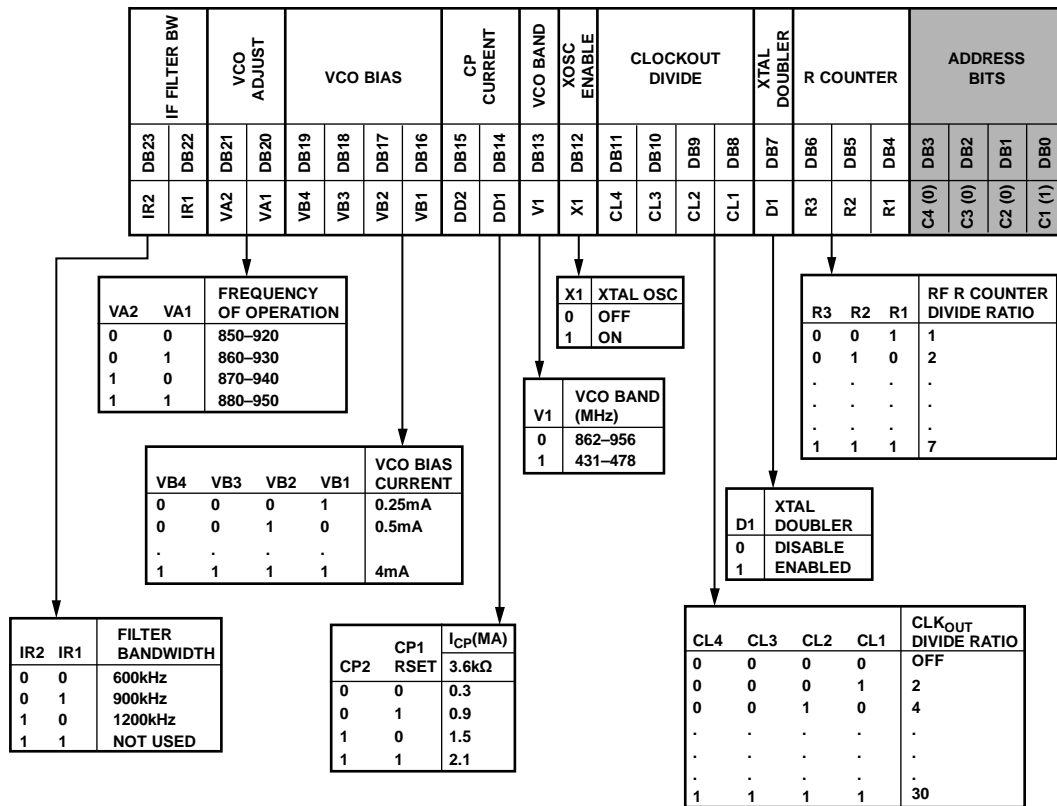 IF FILTER BW
VCO ADJUST
VCO BIAS
CP CURRENT
VCO BAND
XOSC ENABLE
CLOCKOUT DIVIDE
XTAL DOUBLER
R COUNTER
ADDRESS BITS
DB23 DB22 DB21 DB20 DB19 DB18 DB17 DB16 DB15 DB14 DB13 DB12 DB11 DB10 DB9 DB8 DB7 DB6 DB5 DB4 DB3 DB2 DB1 DB0
IR2 IR1 VA2 VA1 VB4 VB3 VB2 VB1 DD2 DD1 V1 X1 CL4 CL3 CL2 CL1 D1 R3 R2 R1 C4 (0) C3 (0) C2 (0) C1 (1)
VA2 VA1 FREQUENCY OF OPERATION
0 0 850–920
0 1 860–930
1 0 870–940
1 1 880–950
X1 XTAL OSC
0 OFF
1 ON
R3 R2 R1 RF R COUNTER DIVIDE RATIO
0 0 1 1
0 1 0 2
. . . .
. . . .
. . . .
1 1 1 7
V1 VCO BAND (MHz)
0 862–956
1 431–478
VB4 VB3 VB2 VB1 VCO BIAS CURRENT
0 0 0 1 0.25mA
0 0 1 0 0.5mA
. . . .
1 1 1 1 4mA
D1 XTAL DOUBLER
0 DISABLE
1 ENABLED
IR2 IR1 FILTER BANDWIDTH
0 0 600kHz
0 1 900kHz
1 0 1200kHz
1 1 NOT USED
CP2 CP1 RSET ICP(MA)
3.6kΩ
0 0 0.3
0 1 0.9
1 0 1.5
1 1 2.1
CL4 CL3 CL2 CL1 CLKOUT DIVIDE RATIO
0 0 0 0 OFF
0 0 0 1 2
0 0 1 0 4
. . . . .
. . . . .
. . . . .
1 1 1 1 30